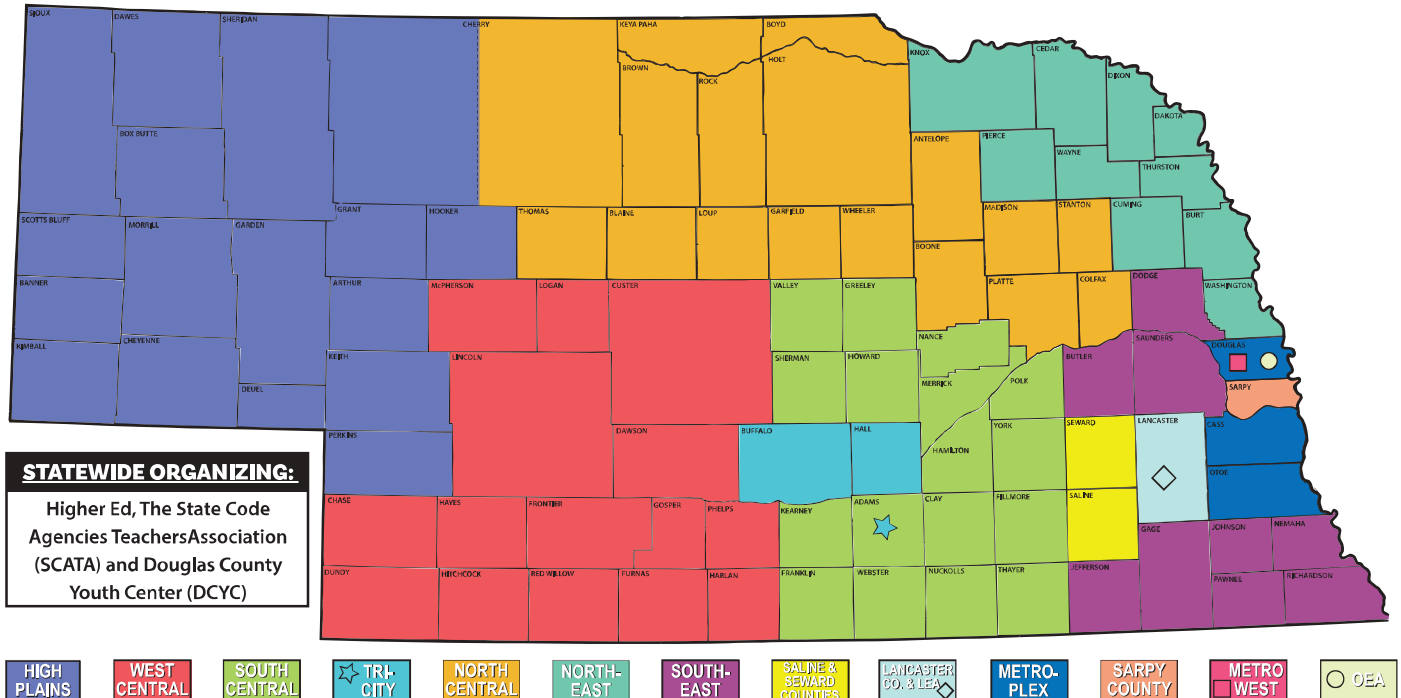 SIOUX
DAWES
SHERIDAN
CHERRY
KEYA PAHA
BOYD
KNOX
CEDAR
DIXON
DAKOTA
BOX BUTTE
BROWN
ROCK
HOLT
ANTELOPE
PIERCE
WAYNE
THURSTON
SCOTTS BLUFF
MORRILL
GARDEN
GRANT
HOOKER
THOMAS
BLAINE
LOUP
GARFIELD
WHEELER
BOONE
MADISON
STANTON
CUMING
BURT
BANNER
ARTHUR
McPHERSON
LOGAN
CUSTER
VALLEY
GREELEY
PLATTE
COLFAX
DODGE
WASHINGTON
KIMBALL
CHEYENNE
DEUEL
KEITH
LINCOLN
SHERMAN
HOWARD
NANCE
MERRICK
POLK
BUTLER
SAUNDERS
DOUGLAS
SARPY
PERKINS
DAWSON
BUFFALO
HALL
HAMILTON
YORK
SEWARD
LANCASTER
CASS
OTOE
CHASE
HAYES
FRONTIER
GOSPER
PHELPS
KEARNEY
ADAMS
CLAY
FILLMORE
SALINE
GAGE
JOHNSON
NEMAHA
DUNDY
HITCHCOCK
RED WILLOW
FURNAS
HARLAN
FRANKLIN
WEBSTER
NUCKOLLS
THAYER
JEFFERSON
PAWNEE
RICHARDSON
STATEWIDE ORGANIZING:
Higher Ed, The State Code
Agencies TeachersAssociation
(SCATA) and Douglas County
Youth Center (DCYC)
HIGH
PLAINS
WEST
CENTRAL
SOUTH
CENTRAL
TRI-
CITY
NORTH
CENTRAL
NORTH-
EAST
SOUTH-
EAST
SALINE &
SEWARD
COUNTIES
LANCASTER
CO. & LEA
METRO-
PLEX
SARPY
COUNTY
METRO
WEST
OEA